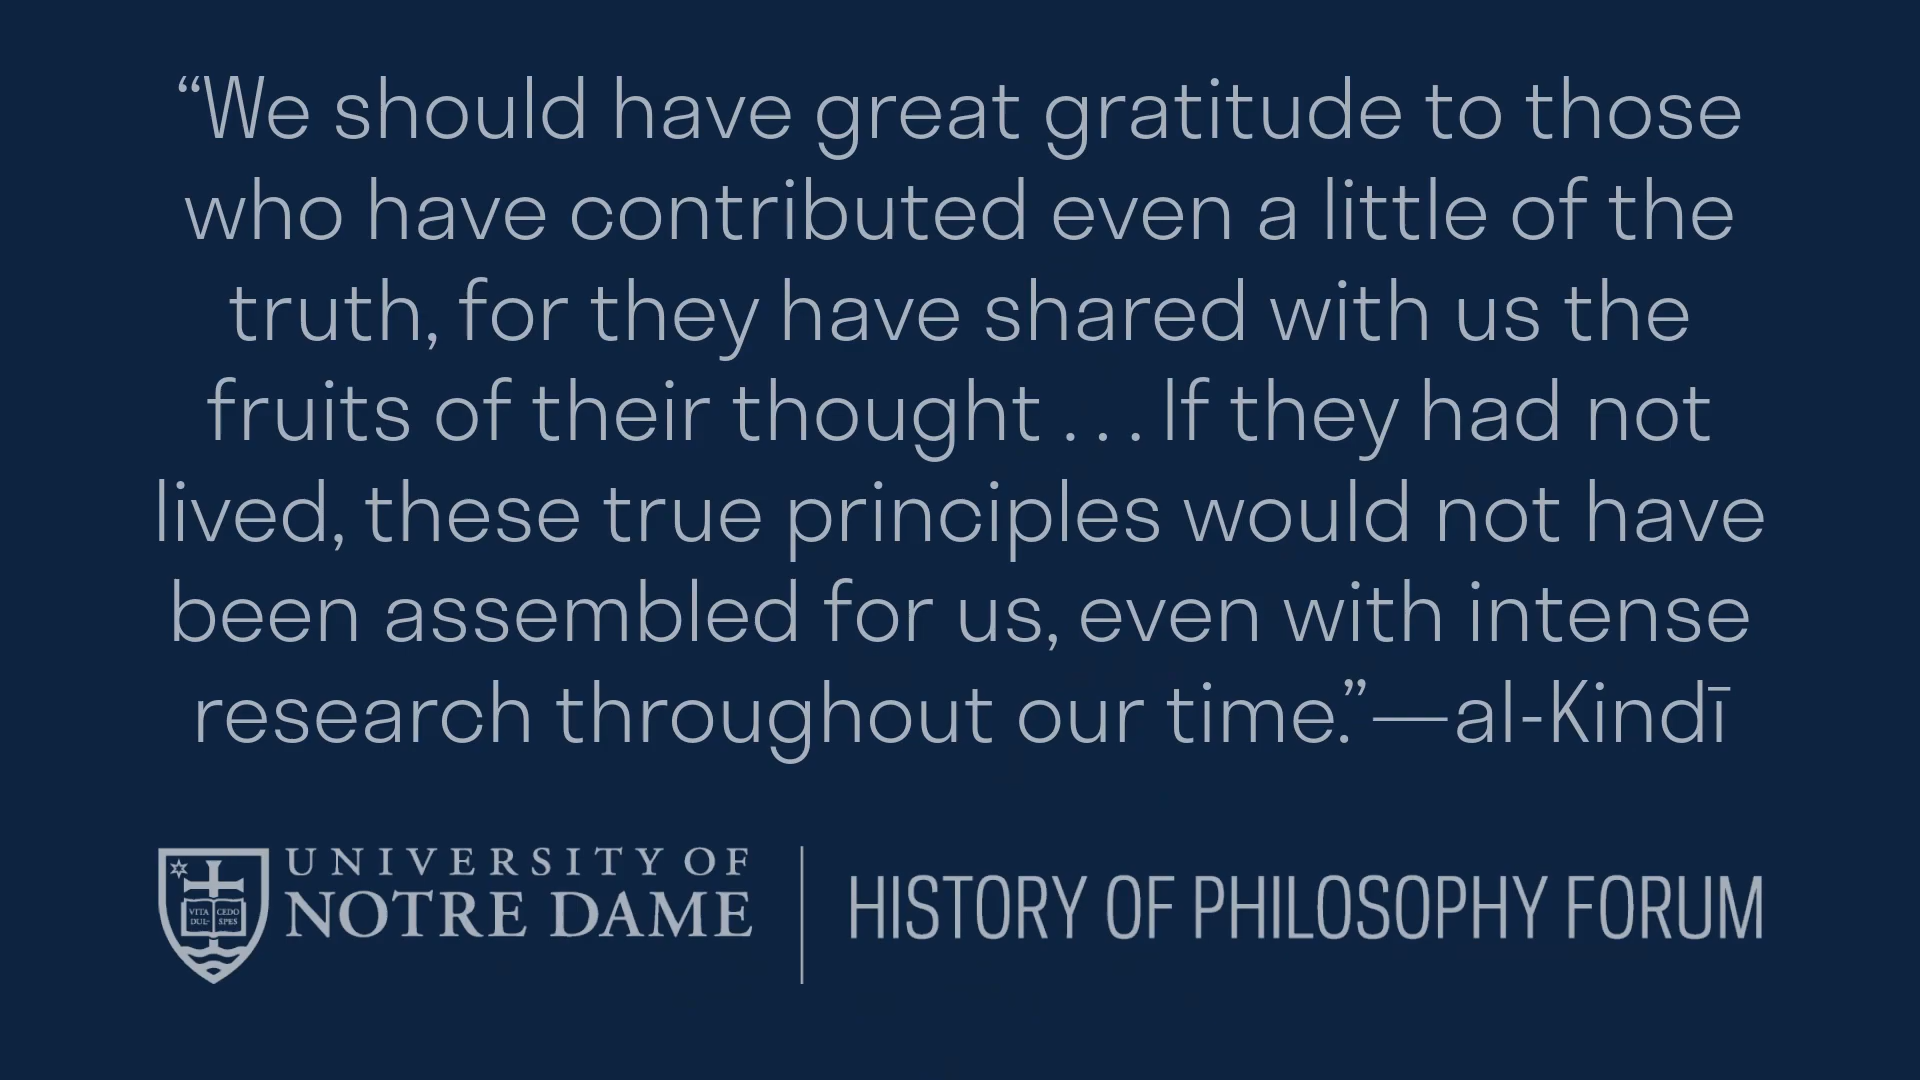 “We should have great gratitude to those
who have contributed even a little of the
truth, for they have shared with us the
fruits of their thought . . . If they had not
lived, these true principles would not have
been assembled for us, even with intense
research throughout our time.”—al-Kindī
VITA CEDO
DUL- SPES
UNIVERSITY OF
NOTRE DAME
HISTORY OF PHILOSOPHY FORUM